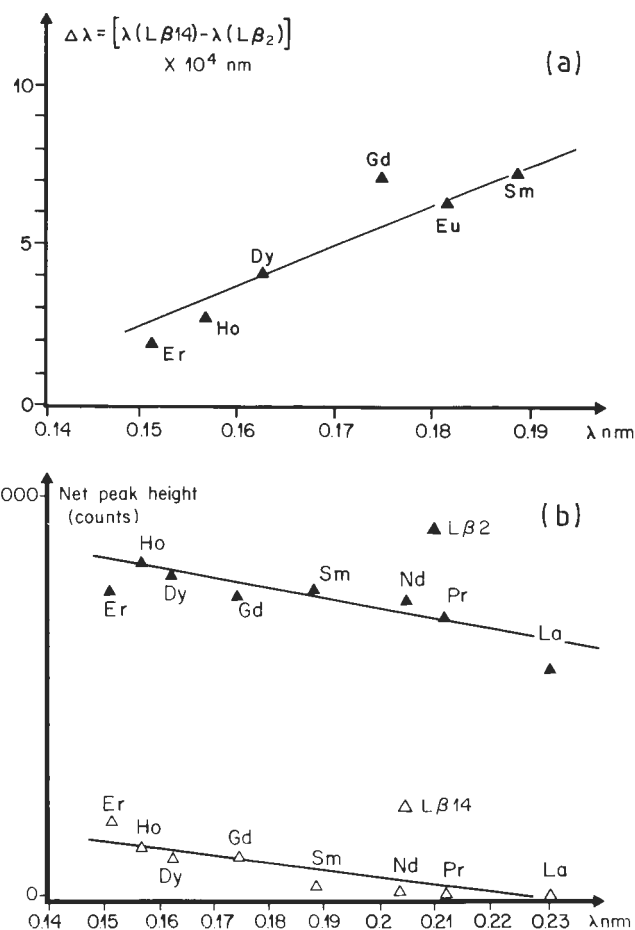 Δλ=[λ(Lβ14)-λ(Lβ2)]
X 10⁴ nm
(a)
10
Gd
Sm
Eu
5
Dy
Ho
Er
0
0.14 0.15 0.16 0.17 0.18 0.19 λ nm
000
Net peak height
(counts)
(b)
Lβ2
Ho
Sm
Nd
Pr
Dy
Er
Gd
La
Lβ14
Er
Ho
Gd
Sm
Nd
Pr
La
Dy
0
0.14 0.15 0.16 0.17 0.18 0.19 0.2 0.21 0.22 0.23 λ nm